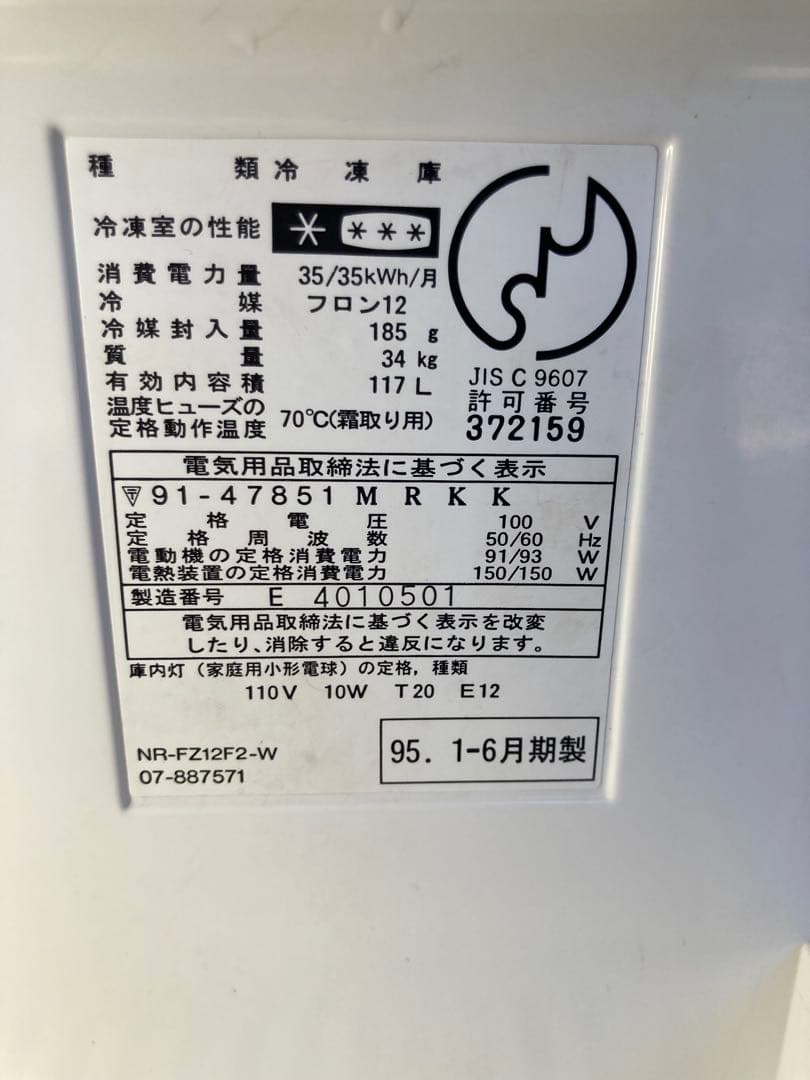 種類 冷凍庫
冷凍室の性能 * ***
消費電力量 35/35kWh/月
冷媒 フロン12
冷媒封入量 185 g
質量 34 kg
有効内容積 117 L
温度ヒューズの
定格動作温度 70℃(霜取り用)
JIS C 9607
許可番号
372159
電気用品取締法に基づく表示
〒 91-47851 M R K K
定格電圧 100 V
定格周波数 50/60 Hz
電動機の定格消費電力 91/93 W
電熱装置の定格消費電力 150/150 W
製造番号 E 4010501
電気用品取締法に基づく表示を改変
したり、消除すると違反になります。
庫内灯(家庭用小形電球)の定格,種類
110V 10W T20 E12
NR-FZ12F2-W
07-887571
95. 1-6月期製